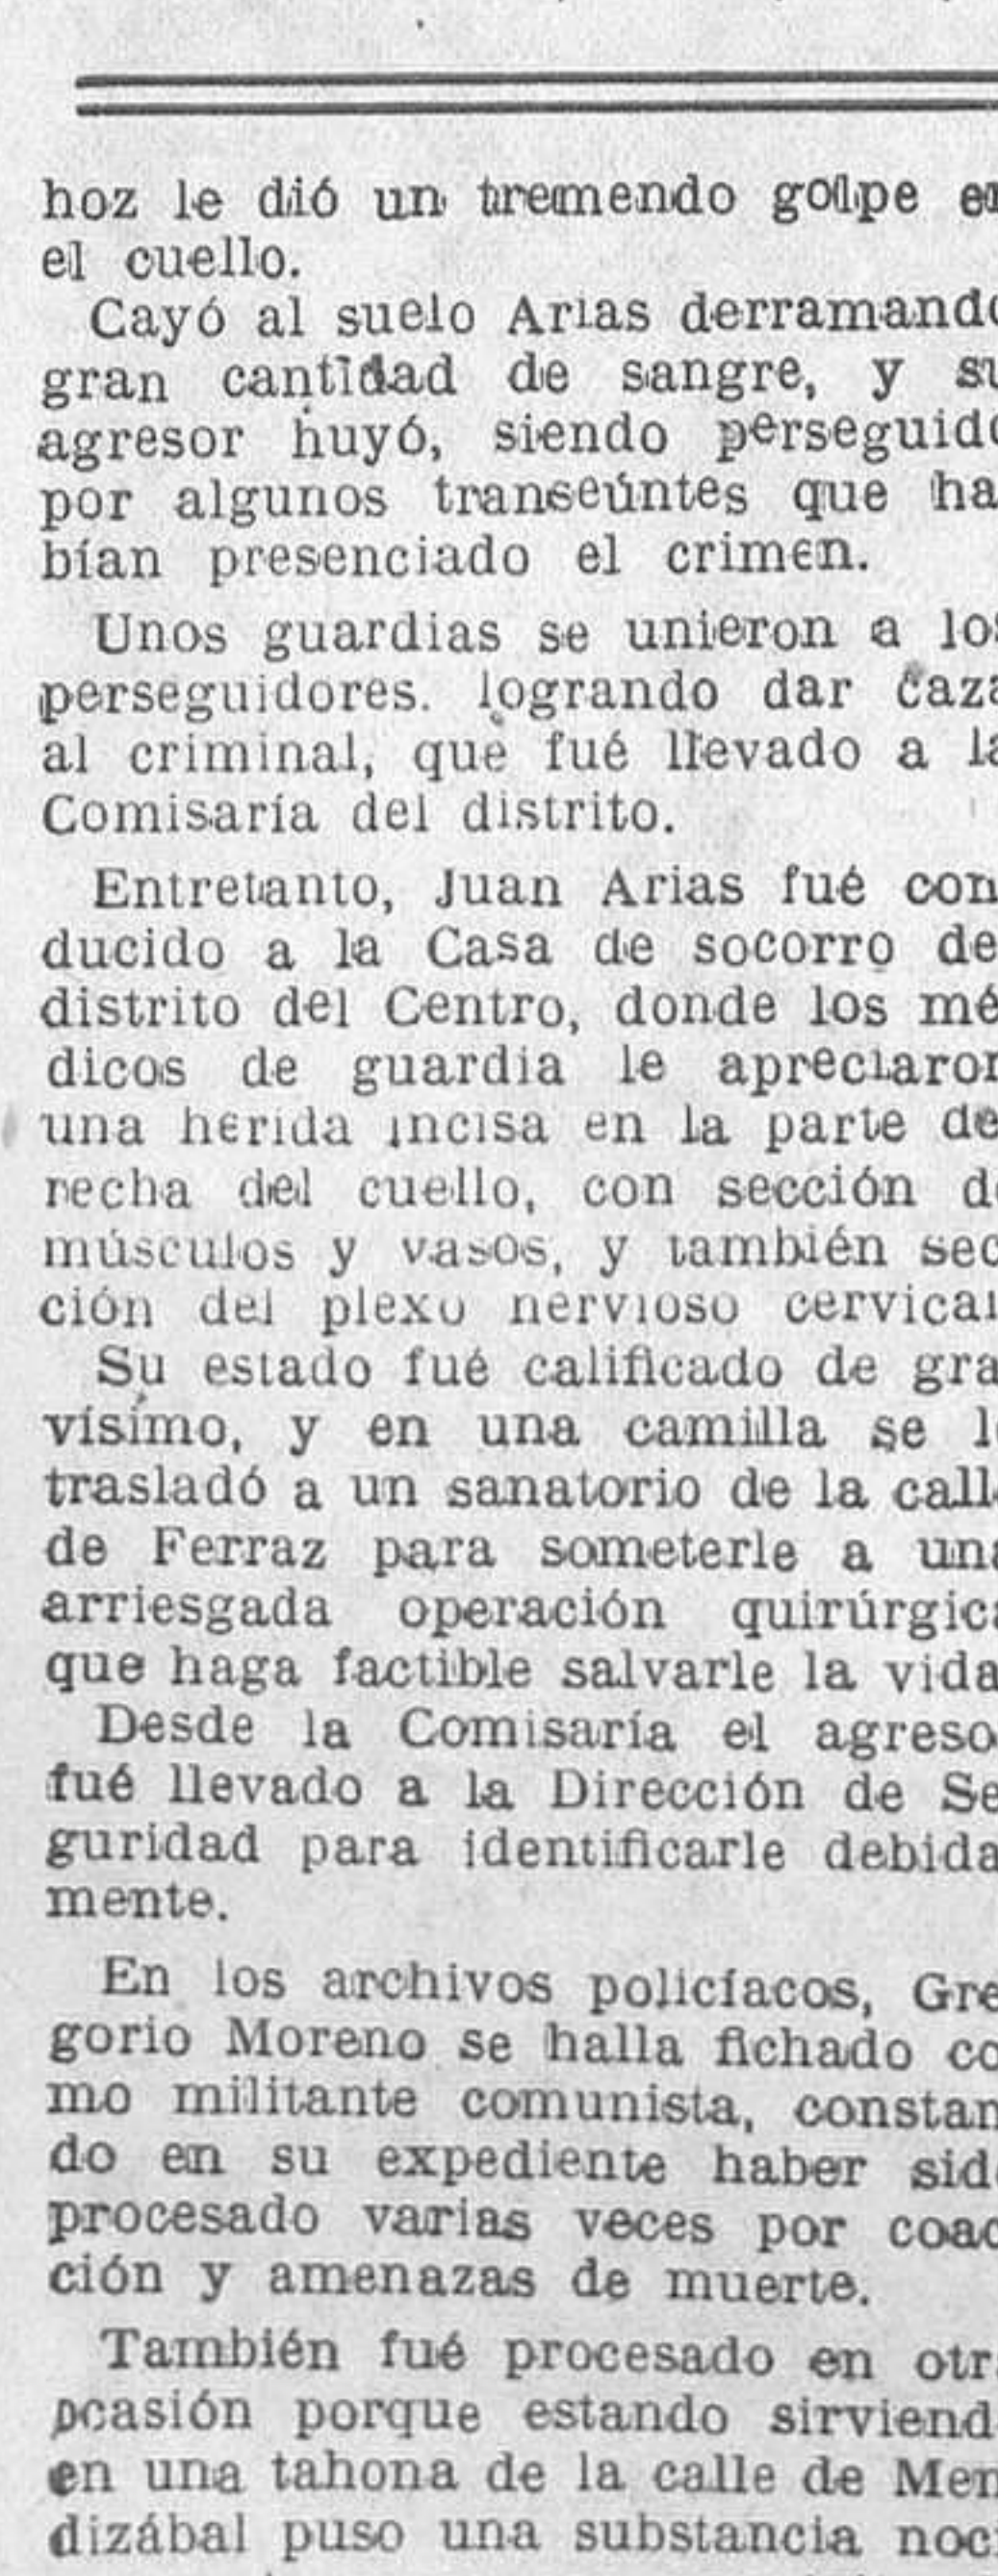 hoz le dió un tremendo golpe en
el cuello.
Cayó al suelo Arias derramando
gran cantidad de sangre, y su
agresor huyó, siendo perseguido
por algunos transeúntes que ha-
bían presenciado el crimen.
Unos guardias se unieron a los
perseguidores. logrando dar caza
al criminal, que fué llevado a la
Comisaría del distrito.
Entretanto, Juan Arias fué con-
ducido a la Casa de socorro del
distrito del Centro, donde los mé-
dicos de guardia le apreciaron
una herida incisa en la parte de-
recha del cuello, con sección de
músculos y vasos, y también sec-
ción del plexo nervioso cervical
Su estado fué calificado de gra-
vísimo, y en una camilla se le
trasladó a un sanatorio de la calle
de Ferraz para someterle a una
arriesgada operación quirúrgica
que haga factible salvarle la vida
Desde la Comisaría el agresor
fué llevado a la Dirección de Se-
guridad para identificarle debida-
mente.
En los archivos policíacos, Gre-
gorio Moreno se halla fichado co-
mo militante comunista, constan-
do en su expediente haber sido
procesado varias veces por coac-
ción y amenazas de muerte.
También fué procesado en otra
ocasión porque estando sirviendo
en una tahona de la calle de Men-
dizábal puso una substancia noci